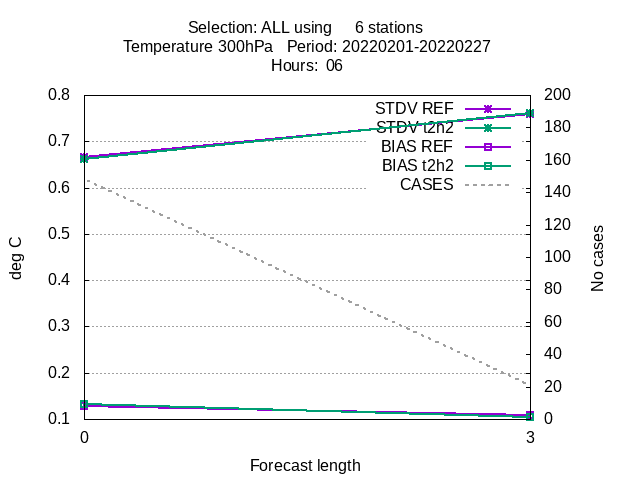 Selection: ALL using 6 stations
Temperature 300hPa Period: 20220201-20220227
Hours: 06
0.8
0.7
0.6
0.5
0.4
0.3
0.2
0.1
deg C
STDV REF
STDV t2h2
BIAS REF
BIAS t2h2
CASES
200
180
160
140
120
100
80
60
40
20
0
No cases
0
3
Forecast length